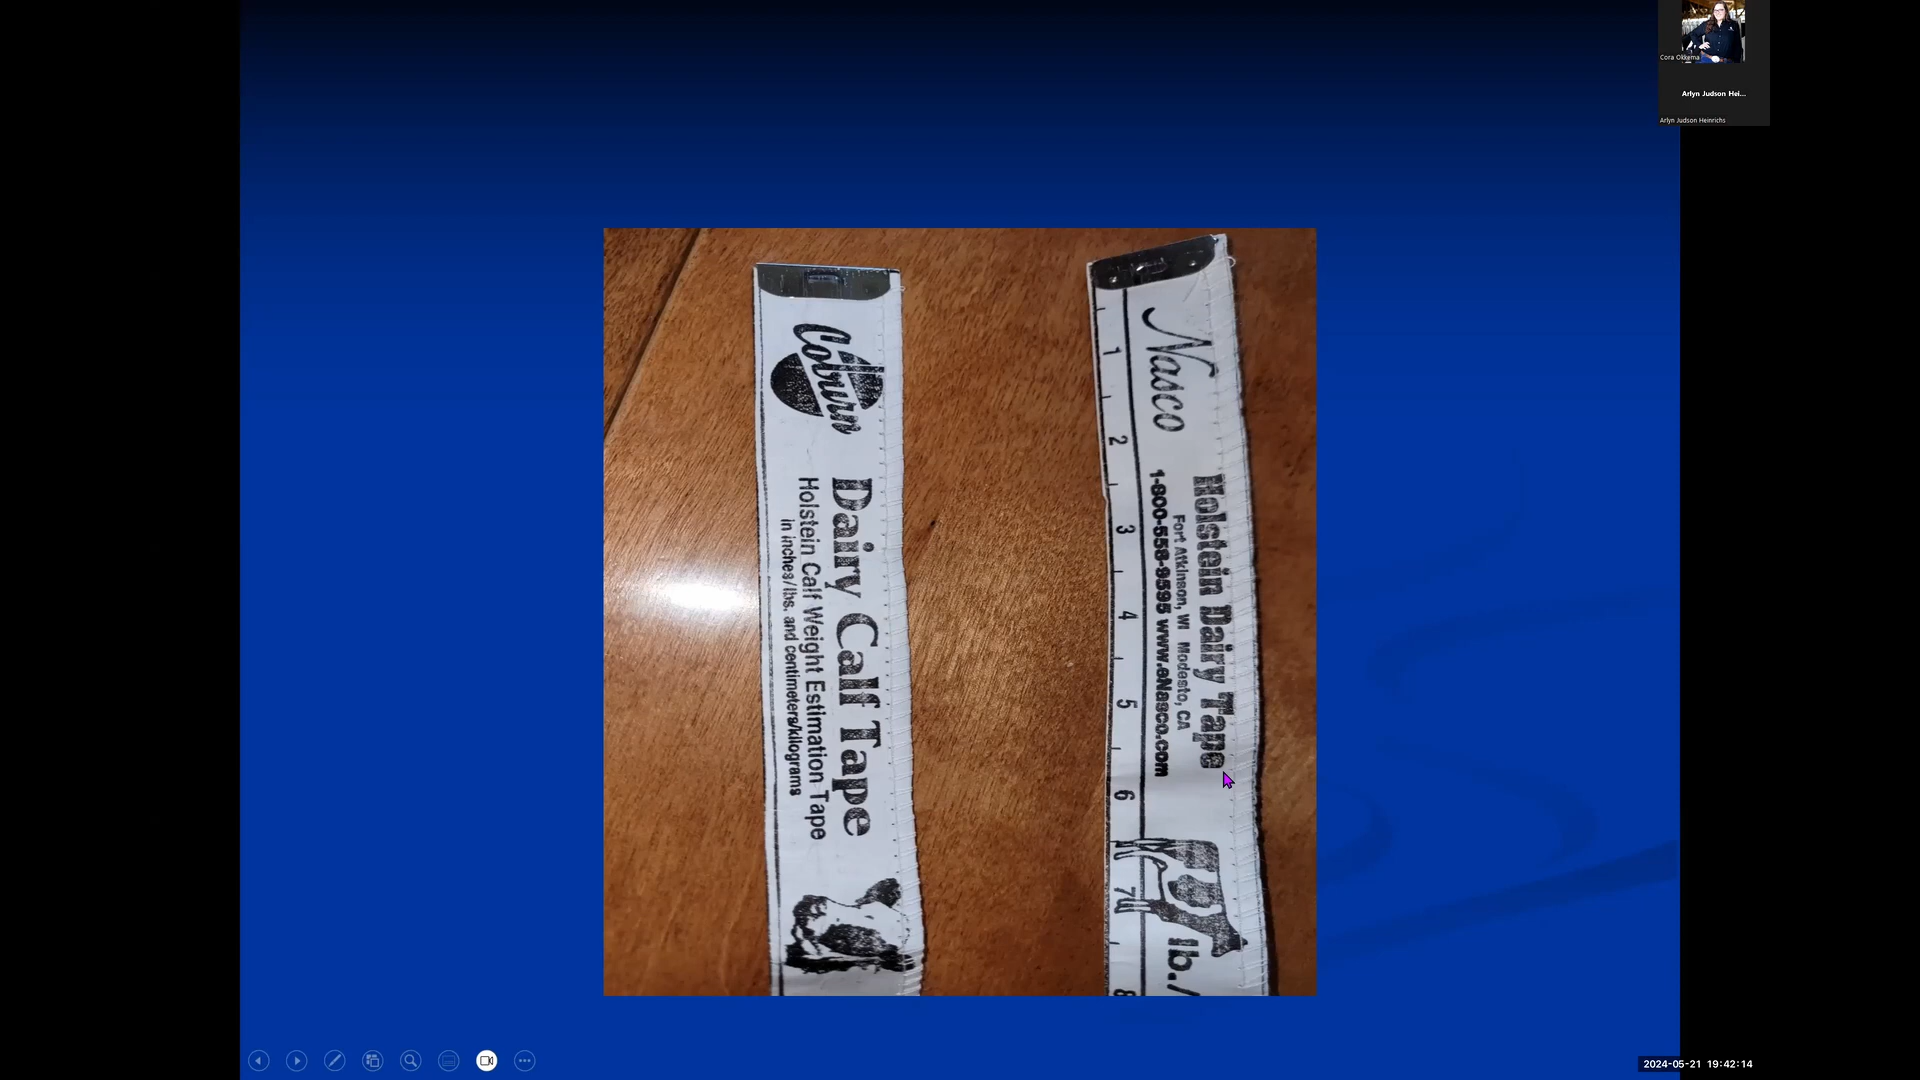 Cora Okkema
Arlyn Judson Hei...
Arlyn Judson Heinrichs
Coburn
Dairy Calf Tape
Holstein Calf Weight Estimation Tape
in inches/lbs. and centimeters/kilograms
Nasco
Holstein Dairy Tape
Fort Atkinson, WI Modesto, CA
1-800-558-9595 www.eNasco.com
1
2
3
4
5
6
7
8
lb./
2024-05-21 19:42:14